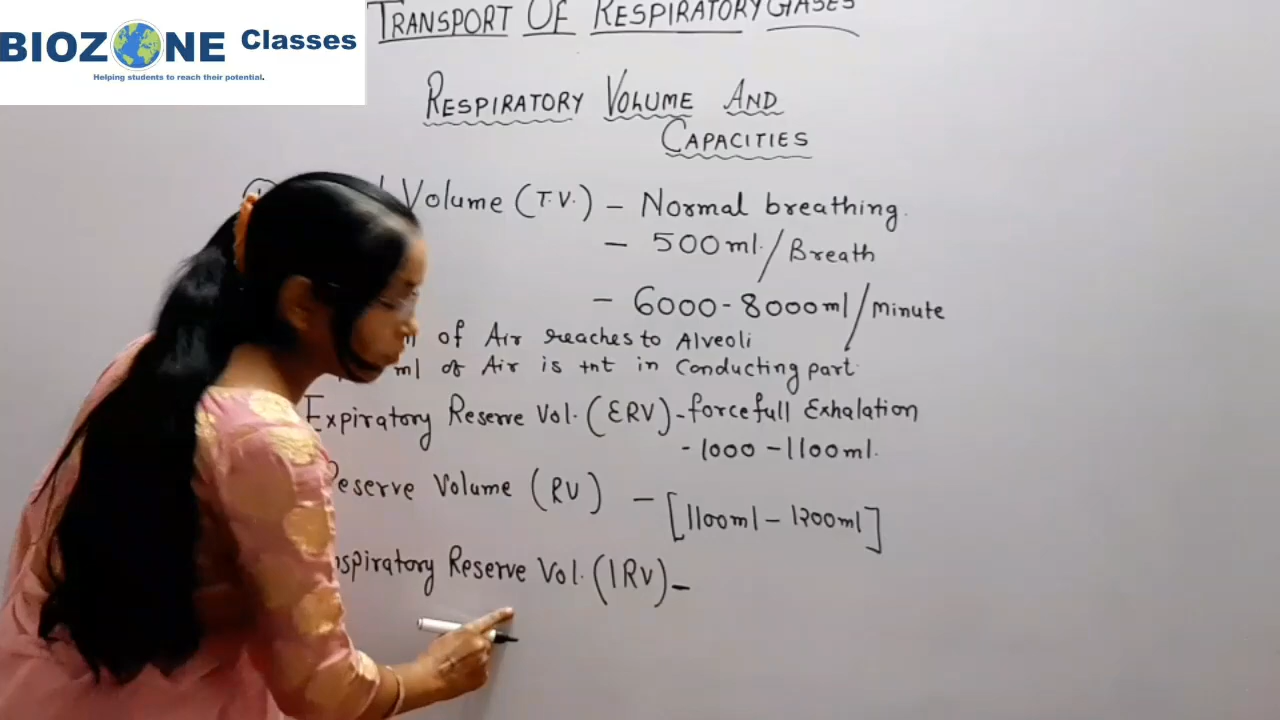 BIOZONE Classes
Helping students to reach their potential.
TRANSPORT OF RESPIRATORY GASES
RESPIRATORY VOLUME AND
CAPACITIES
Volume (T.V.) – Normal breathing.
– 500ml./Breath
– 6000-8000ml/minute
of Air reaches to Alveoli
ml of Air is tnt in Conducting part
Expiratory Reserve Vol. (ERV)-forcefull Exhalation
-1000-1100ml.
Reserve Volume (RV) – [1100ml-1200ml]
nspiratory Reserve Vol. (IRV)-